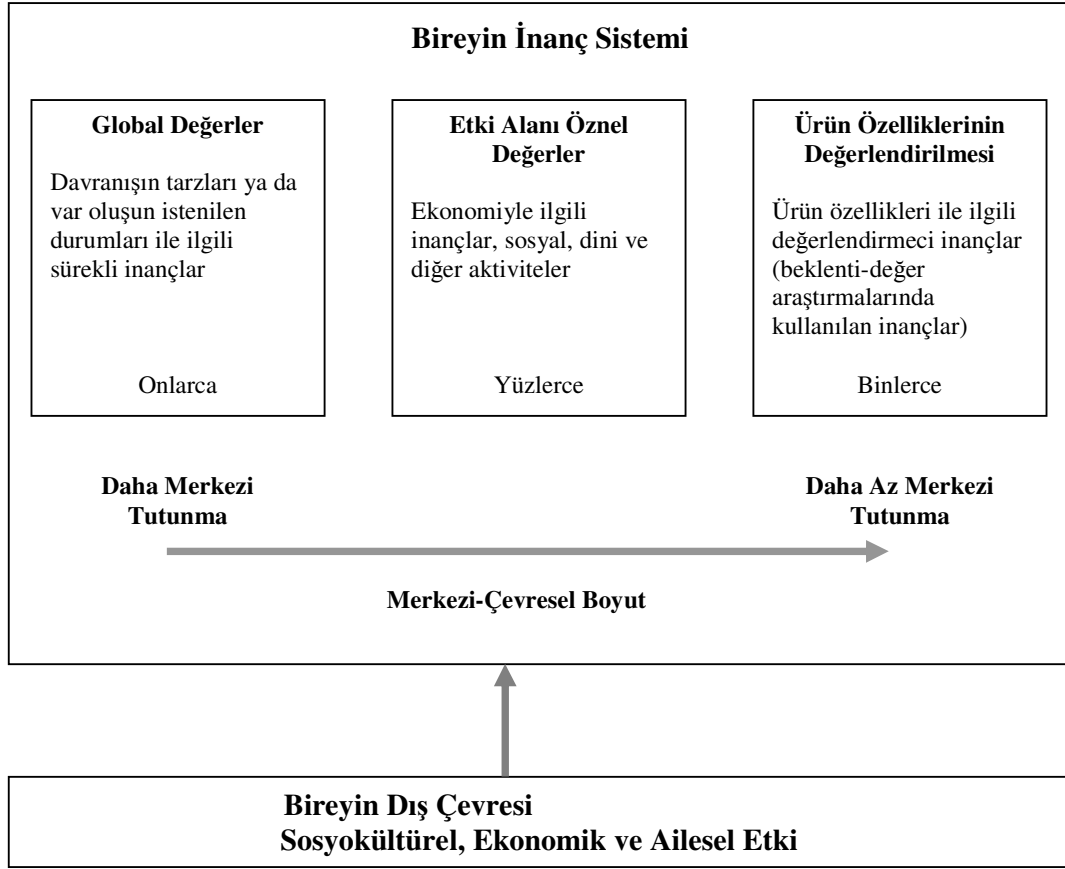 Bireyin İnanç Sistemi
Global Değerler
Davranışın tarzları ya da
var oluşun istenilen
durumları ile ilgili
sürekli inançlar
Onlarca
Etki Alanı Öznel
Değerler
Ekonomiyle ilgili
inançlar, sosyal, dini ve
diğer aktiviteler
Yüzlerce
Ürün Özelliklerinin
Değerlendirilmesi
Ürün özellikleri ile ilgili
değerlendirmeci inançlar
(beklenti-değer
araştırmalarında
kullanılan inançlar)
Binlerce
Daha Merkezi
Tutunma
Daha Az Merkezi
Tutunma
Merkezi-Çevresel Boyut
Bireyin Dış Çevresi
Sosyokültürel, Ekonomik ve Ailesel Etki